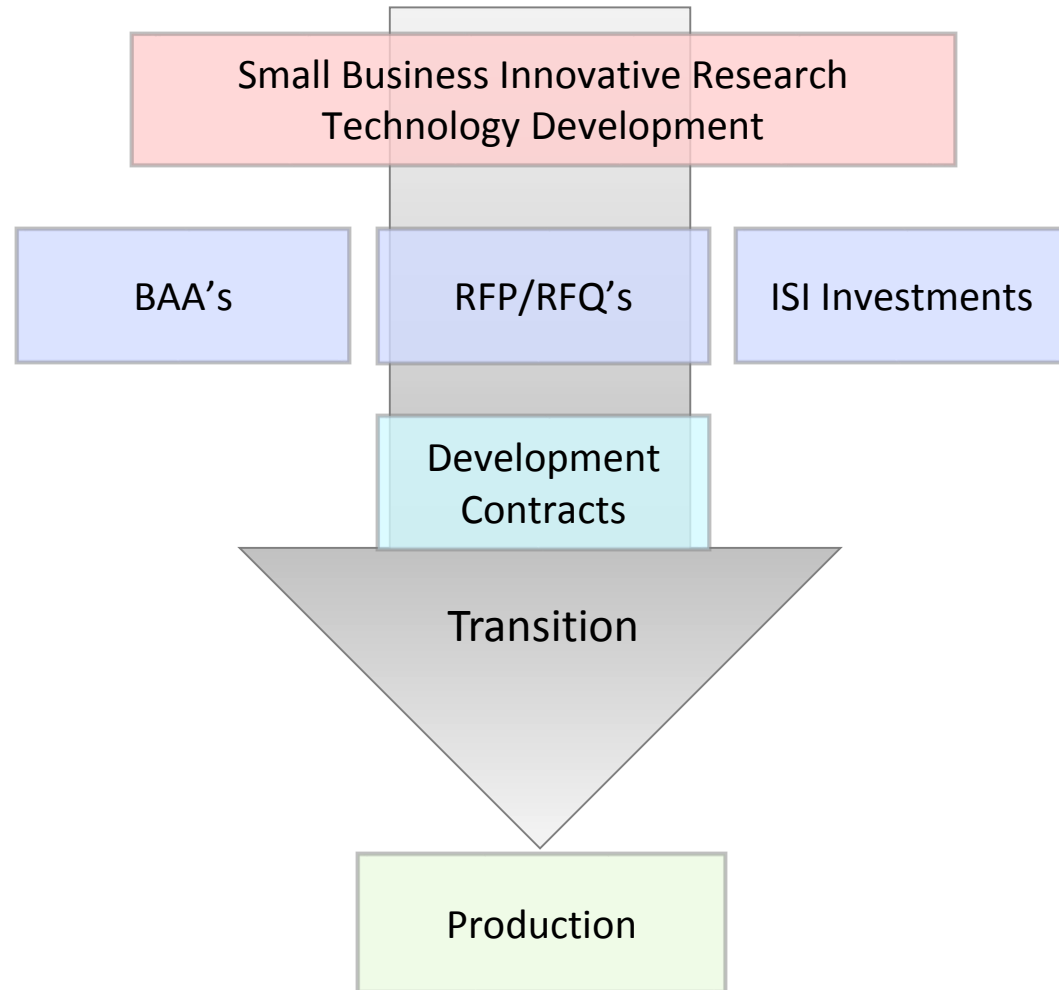 Small Business Innovative Research
Technology Development
BAA’s
RFP/RFQ’s
ISI Investments
Development
Contracts
Transition
Production